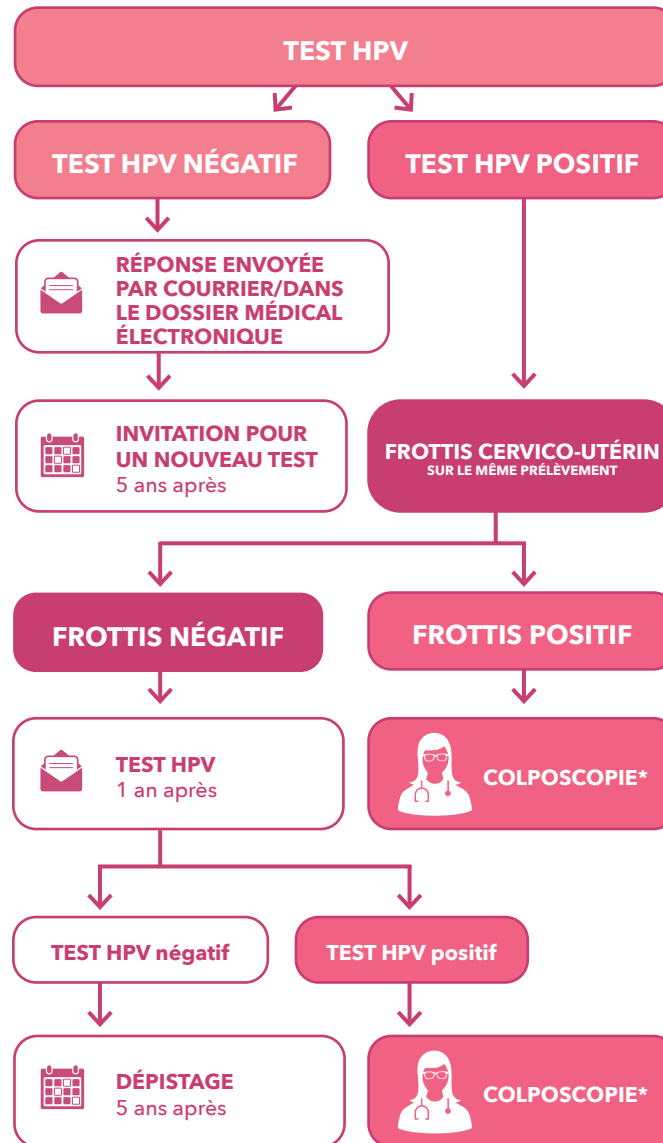 TEST HPV
TEST HPV NÉGATIF
TEST HPV POSITIF
RÉPONSE ENVOYÉE
PAR COURRIER/DANS
LE DOSSIER MÉDICAL
ÉLECTRONIQUE
INVITATION POUR
UN NOUVEAU TEST
5 ans après
FROTTIS CERVICO-UTÉRIN
SUR LE MÊME PRÉLÈVEMENT
FROTTIS NÉGATIF
FROTTIS POSITIF
TEST HPV
1 an après
COLPOSCOPIE*
TEST HPV négatif
TEST HPV positif
DÉPISTAGE
5 ans après
COLPOSCOPIE*